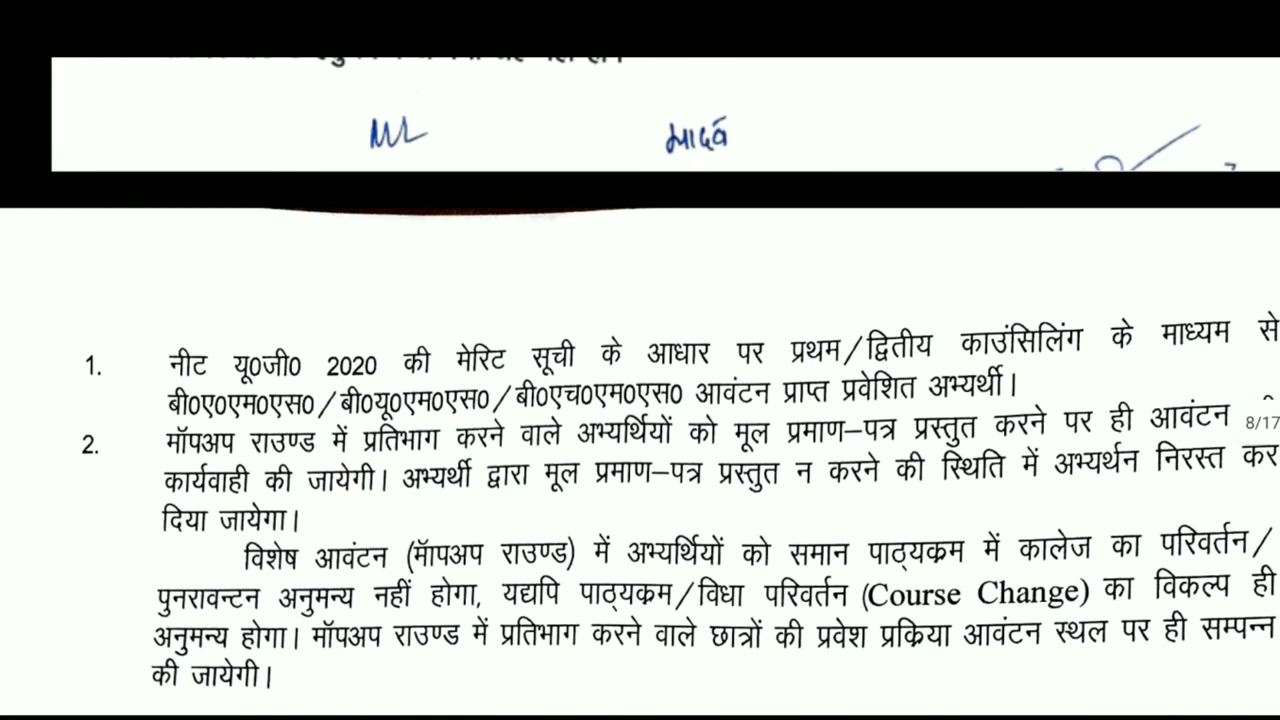 मादव
1. नीट यू0जी0 2020 की मेरिट सूची के आधार पर प्रथम/द्वितीय काउंसिलिंग के माध्यम से
बी0ए0एम0एस0/बी0यू0एम0एस0/बी0एच0एम0एस0 आवंटन प्राप्त प्रवेशित अभ्यर्थी।
2. मॉपअप राउण्ड में प्रतिभाग करने वाले अभ्यर्थियों को मूल प्रमाण–पत्र प्रस्तुत करने पर ही आवंटन
8/17
कार्यवाही की जायेगी। अभ्यर्थी द्वारा मूल प्रमाण–पत्र प्रस्तुत न करने की स्थिति में अभ्यर्थन निरस्त कर
दिया जायेगा।
विशेष आवंटन (मॅापअप राउण्ड) में अभ्यर्थियों को समान पाठ्यक्रम में कालेज का परिवर्तन/
पुनरावन्टन अनुमन्य नहीं होगा, यद्यपि पाठ्यक्रम/विधा परिवर्तन (Course Change) का विकल्प ही
अनुमन्य होगा। मॉपअप राउण्ड में प्रतिभाग करने वाले छात्रों की प्रवेश प्रक्रिया आवंटन स्थल पर ही सम्पन्न
की जायेगी।